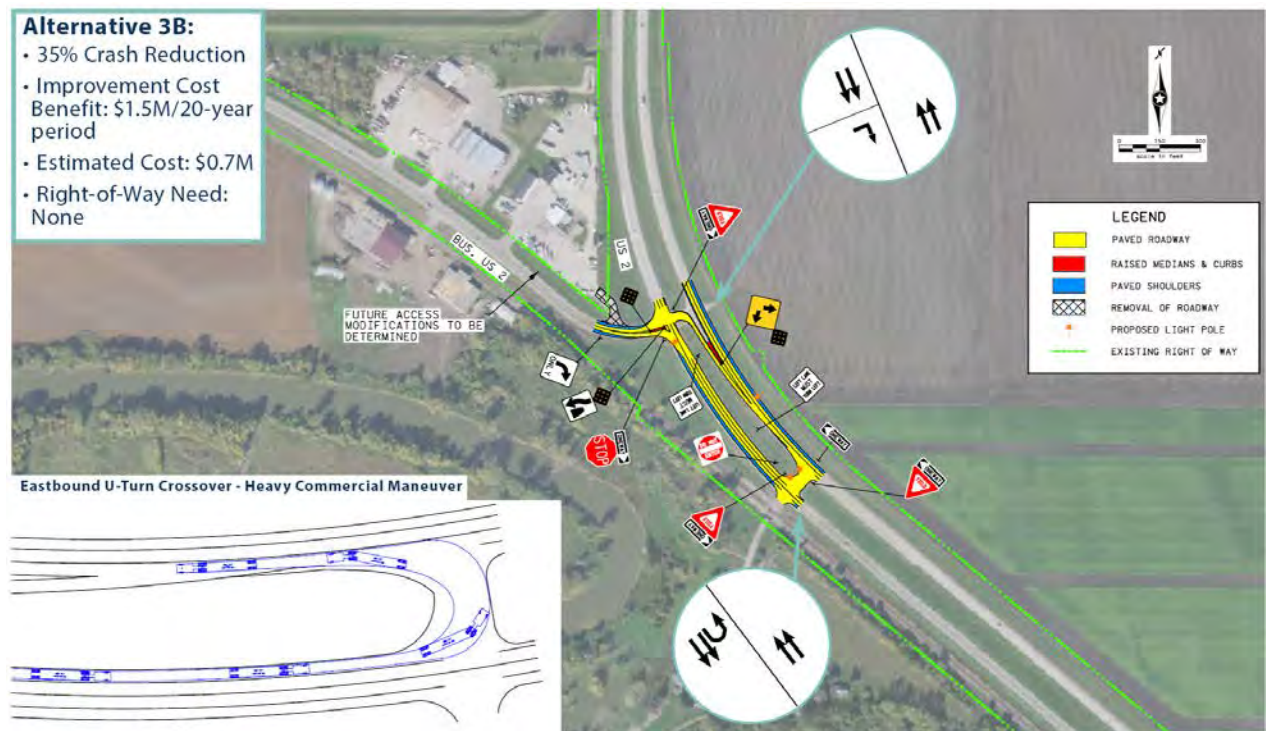 Alternative 3B:
• 35% Crash Reduction
• Improvement Cost
Benefit: $1.5M/20-year
period
• Estimated Cost: $0.7M
• Right-of-Way Need:
None
0
300
LEGEND
PAVED ROADWAY
RAISED MEDIANS & CURBS
PAVED SHOULDERS
REMOVAL OF ROADWAY
PROPOSED LIGHT POLE
EXISTING RIGHT OF WAY
BUS. US 2
US 2
FUTURE ACCESS
MODIFICATIONS TO BE
DETERMINED
ONLY
STOP
Eastbound U-Turn Crossover - Heavy Commercial Maneuver